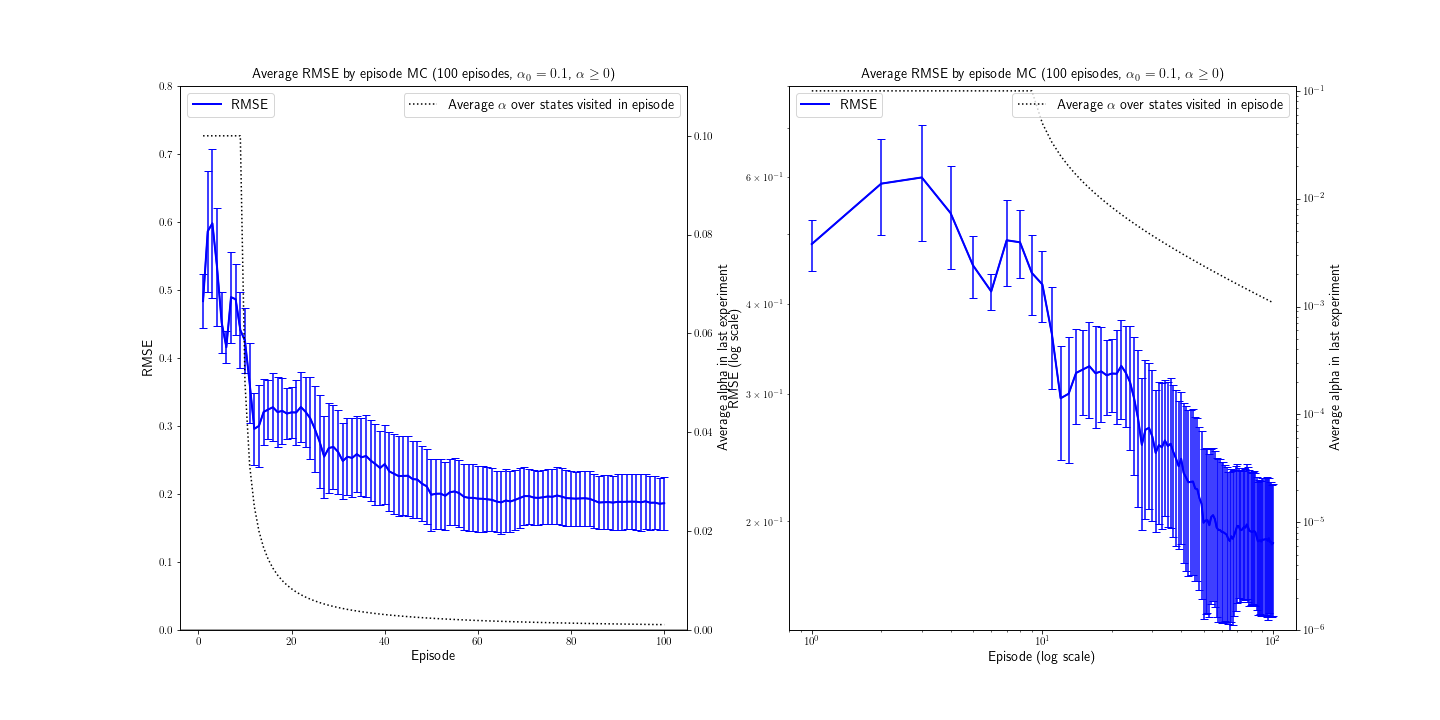 Average RMSE by episode MC (100 episodes, α₀ = 0.1, α ≥ 0)
RMSE
Average α over states visited in episode
0.8
0.7
0.6
0.5
0.4
0.3
0.2
0.1
0.0
RMSE
0.10
0.08
0.06
0.04
0.02
0.00
Average alpha in last experiment
0
20
40
60
80
100
Episode
Average RMSE by episode MC (100 episodes, α₀ = 0.1, α ≥ 0)
RMSE
Average α over states visited in episode
6 × 10⁻¹
4 × 10⁻¹
3 × 10⁻¹
2 × 10⁻¹
RMSE (log scale)
10⁻¹
10⁻²
10⁻³
10⁻⁴
10⁻⁵
10⁻⁶
Average alpha in last experiment
10⁰
10¹
10²
Episode (log scale)